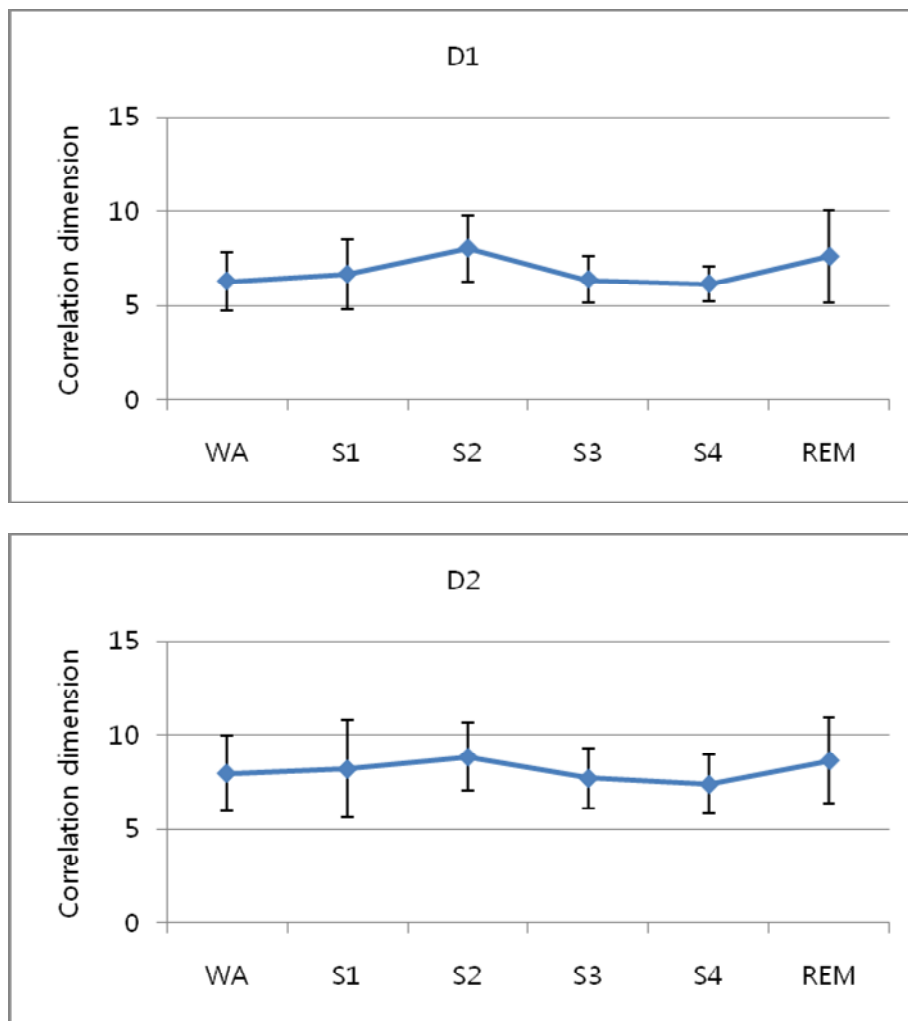 D1
Correlation dimension
15
10
5
0
WA S1 S2 S3 S4 REM
D2
Correlation dimension
15
10
5
0
WA S1 S2 S3 S4 REM